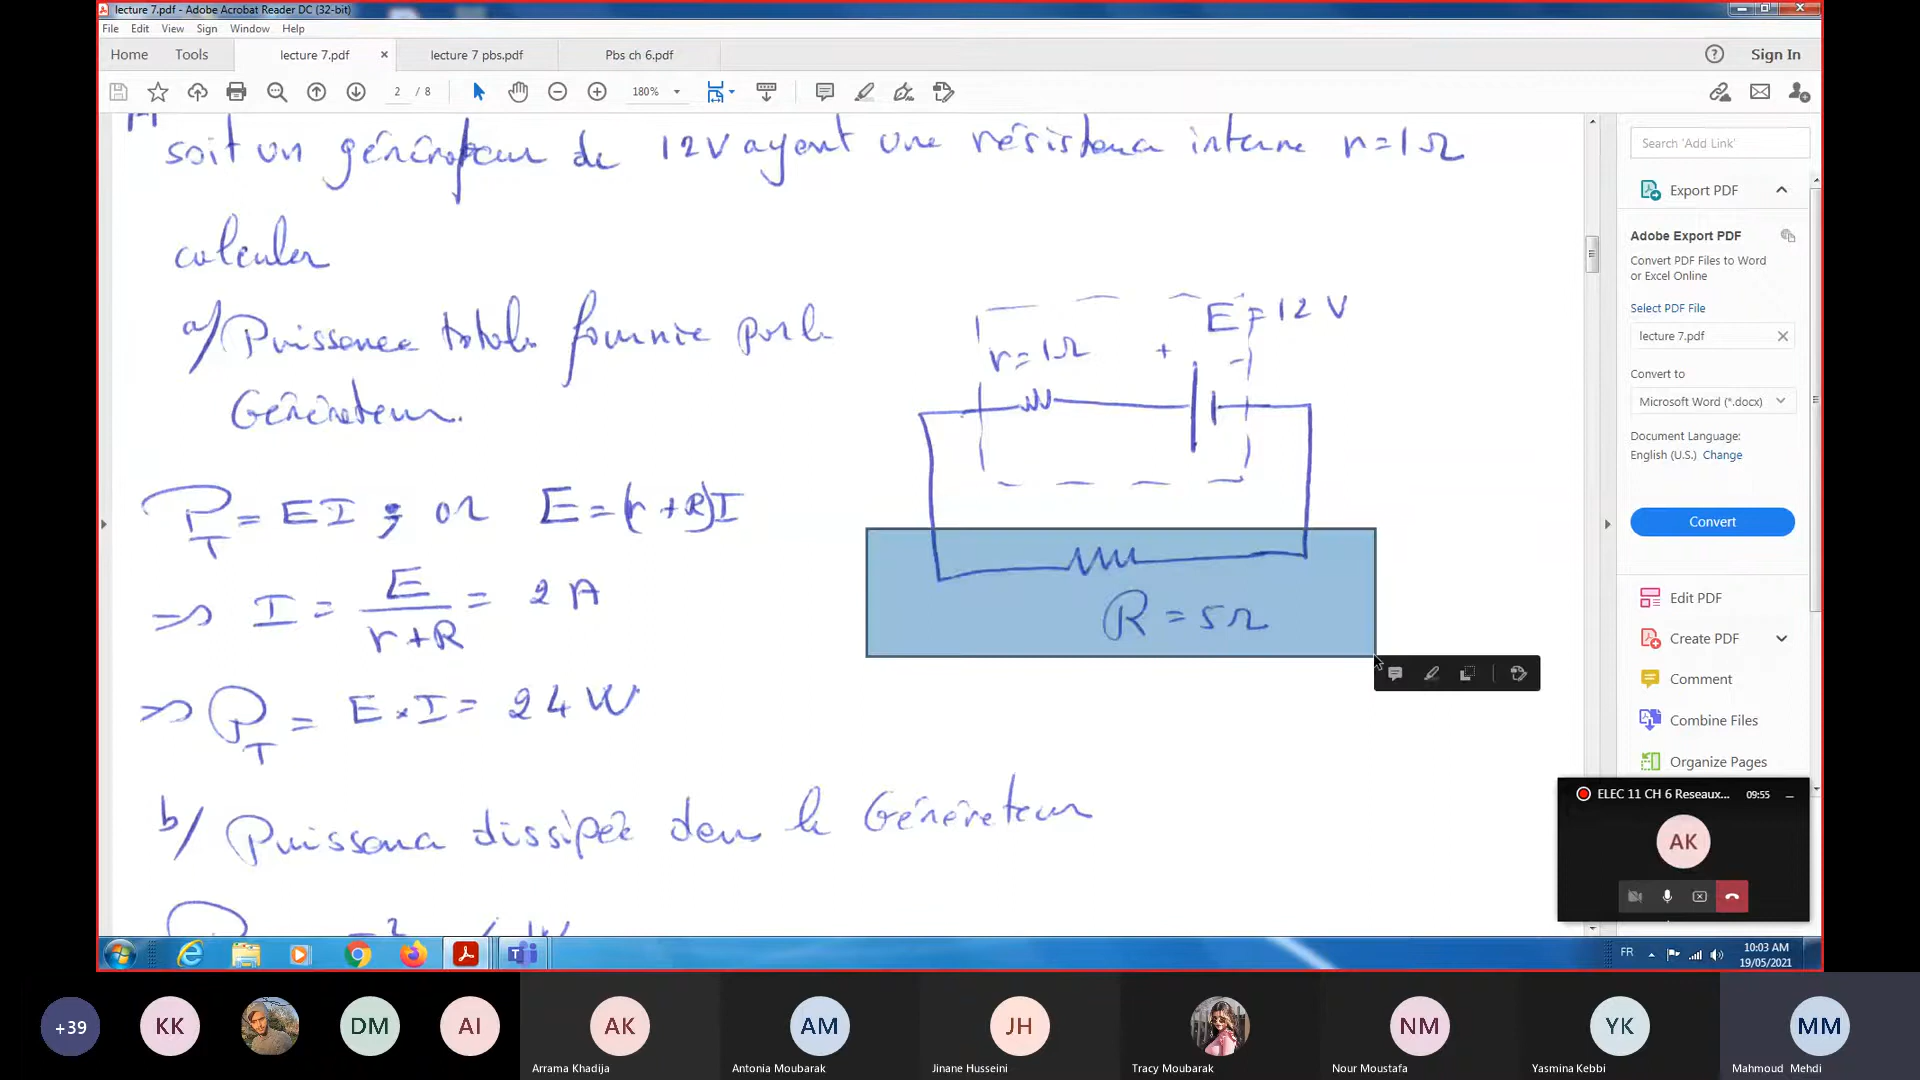 lecture 7.pdf - Adobe Acrobat Reader DC (32-bit)
File Edit View Sign Window Help
Home Tools lecture 7.pdf × lecture 7 pbs.pdf Pbs ch 6.pdf ? Sign In
2 / 8 180%
soit un générateur de 12V ayant une résistance interne r=1Ω
calculer
a/ Puissance totale fournie par le
Générateur.
E = 12 V
r=1Ω + -
P_T = EI ; or E=(r+R)I
=> I = E/(r+R) = 2 A
R = 5Ω
=> P_T = E×I = 24 W
b/ Puissance dissipée dans le Générateur
Search 'Add Link'
Export PDF
Adobe Export PDF
Convert PDF Files to Word
or Excel Online
Select PDF File
lecture 7.pdf ×
Convert to
Microsoft Word (*.docx)
Document Language:
English (U.S.) Change
Convert
Edit PDF
Create PDF
Comment
Combine Files
Organize Pages
ELEC 11 CH 6 Reseaux... 09:55
AK
FR 10:03 AM
19/05/2021
+39 KK DM AI AK AM JH NM YK MM
Arrama Khadija Antonia Moubarak Jinane Husseini Tracy Moubarak Nour Moustafa Yasmina Kebbi Mahmoud Mehdi